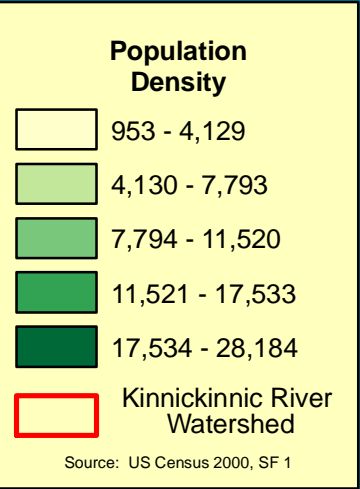 Population
Density
953 - 4,129
4,130 - 7,793
7,794 - 11,520
11,521 - 17,533
17,534 - 28,184
Kinnickinnic River
Watershed
Source:  US Census 2000, SF 1